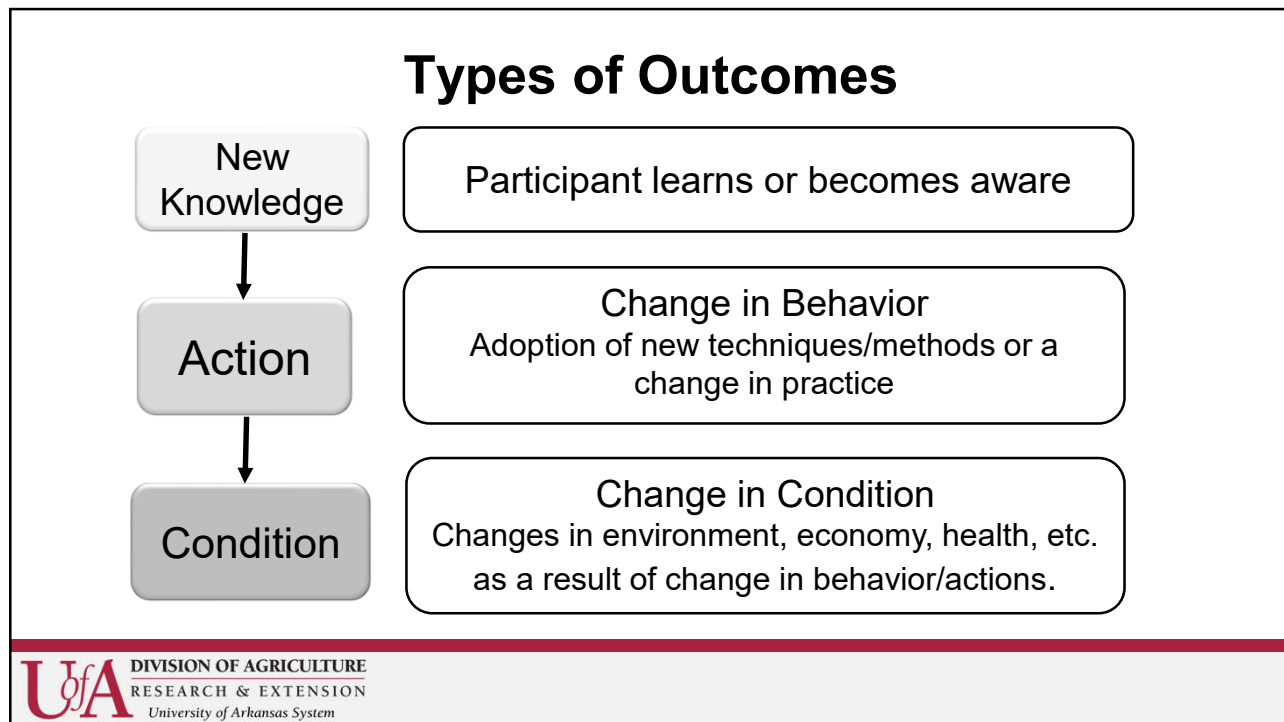 Types of Outcomes
New
Knowledge
Participant learns or becomes aware
Action
Change in Behavior
Adoption of new techniques/methods or a
change in practice
Condition
Change in Condition
Changes in environment, economy, health, etc.
as a result of change in behavior/actions.
UofA
DIVISION OF AGRICULTURE
RESEARCH & EXTENSION
University of Arkansas System